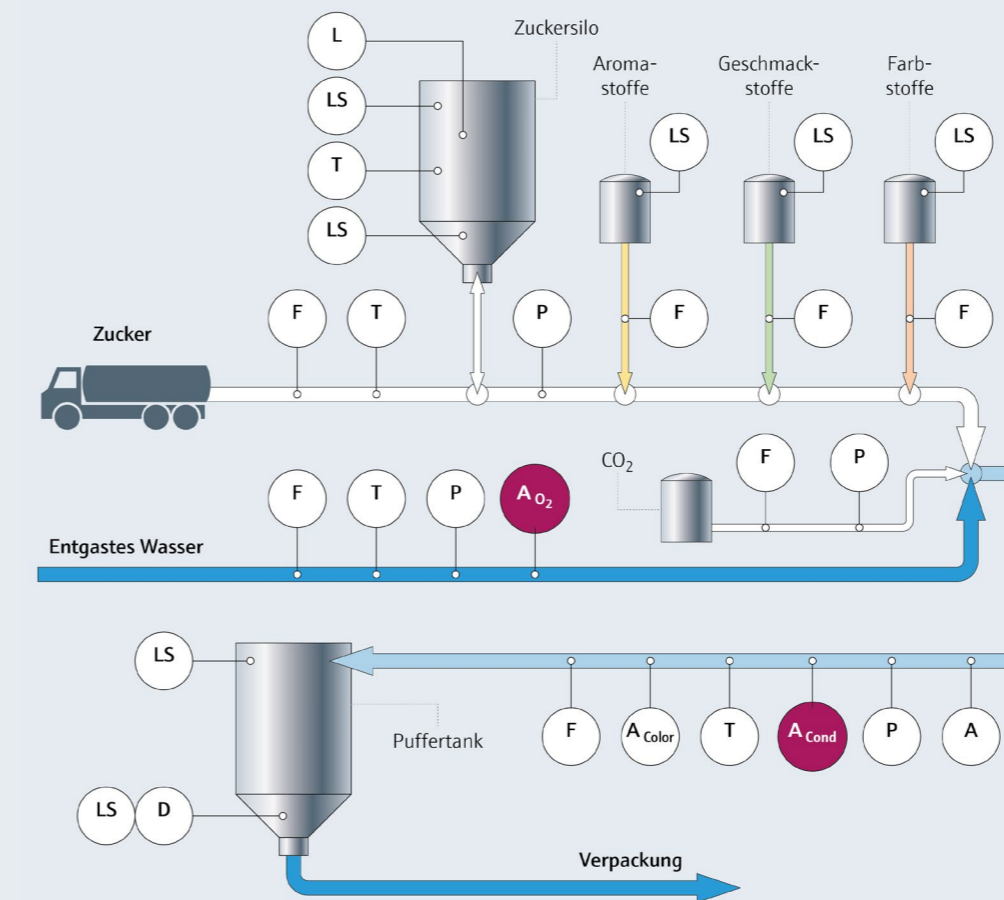 L
Zuckersilo
Aroma-
stoffe
Geschmack-
stoffe
Farb-
stoffe
LS
T
LS
LS
LS
LS
F
T
P
F
F
F
Zucker
CO₂
F
P
F
T
P
A O₂
Entgastes Wasser
LS
Puffertank
F
A Color
T
A Cond
P
A
LS
D
Verpackung